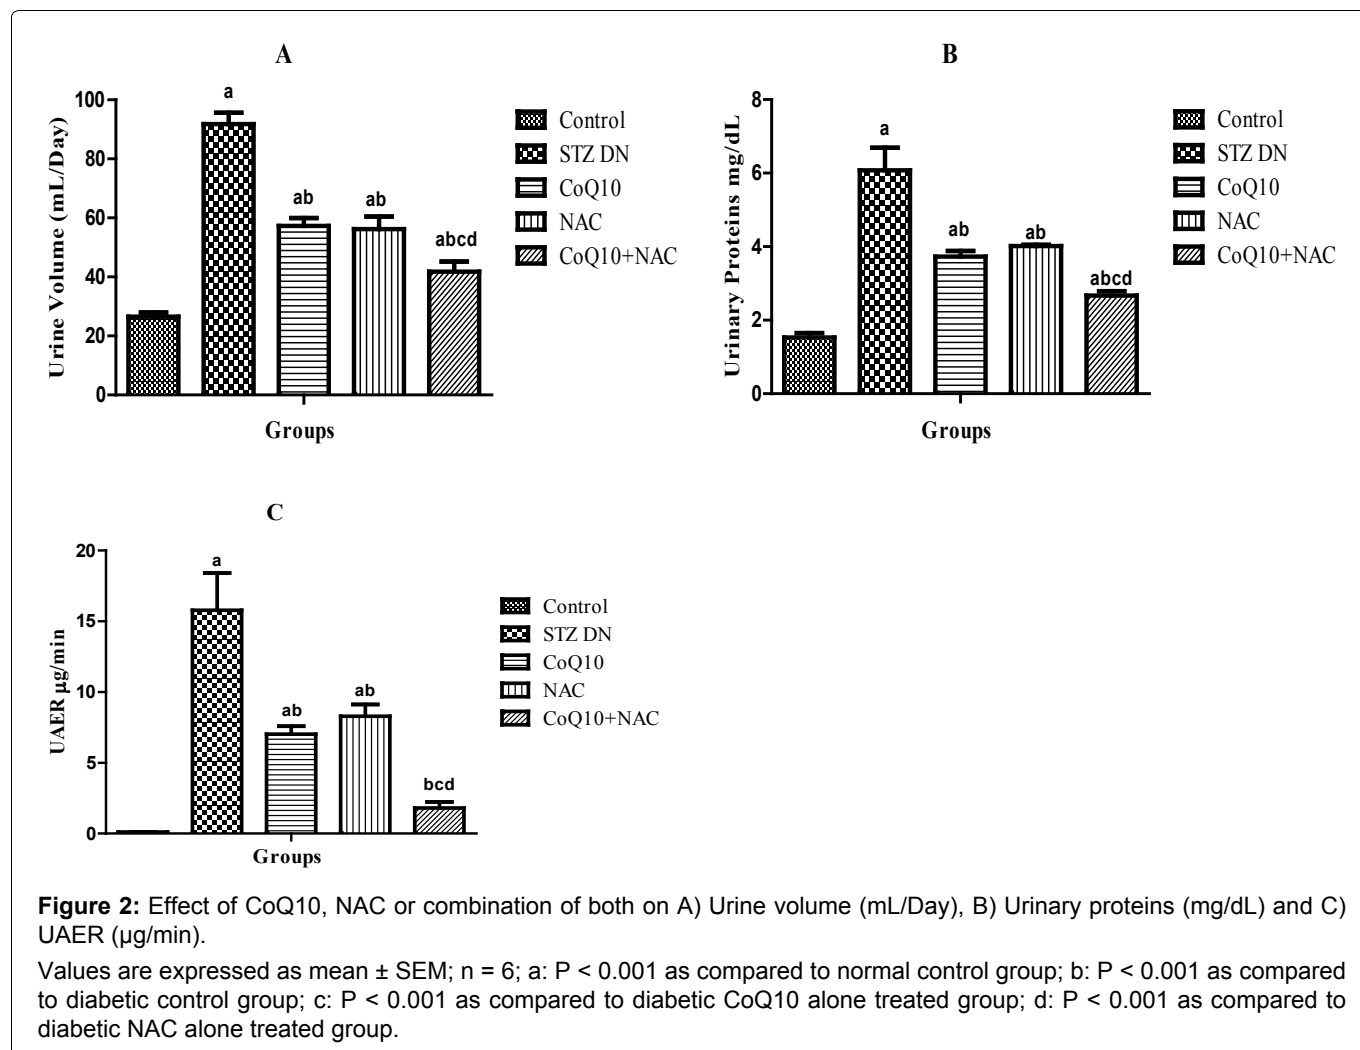 A
Urine Volume (mL/Day)
100
80
60
40
20
0
a
ab
ab
abcd
Groups
Control
STZ DN
CoQ10
NAC
CoQ10+NAC
B
Urinary Proteins mg/dL
8
6
4
2
0
a
ab
ab
abcd
Groups
Control
STZ DN
CoQ10
NAC
CoQ10+NAC
C
UAER µg/min
20
15
10
5
0
a
ab
ab
bcd
Groups
Control
STZ DN
CoQ10
NAC
CoQ10+NAC
Figure 2: Effect of CoQ10, NAC or combination of both on A) Urine volume (mL/Day), B) Urinary proteins (mg/dL) and C)
UAER (µg/min).
Values are expressed as mean ± SEM; n = 6; a: P < 0.001 as compared to normal control group; b: P < 0.001 as compared
to diabetic control group; c: P < 0.001 as compared to diabetic CoQ10 alone treated group; d: P < 0.001 as compared to
diabetic NAC alone treated group.